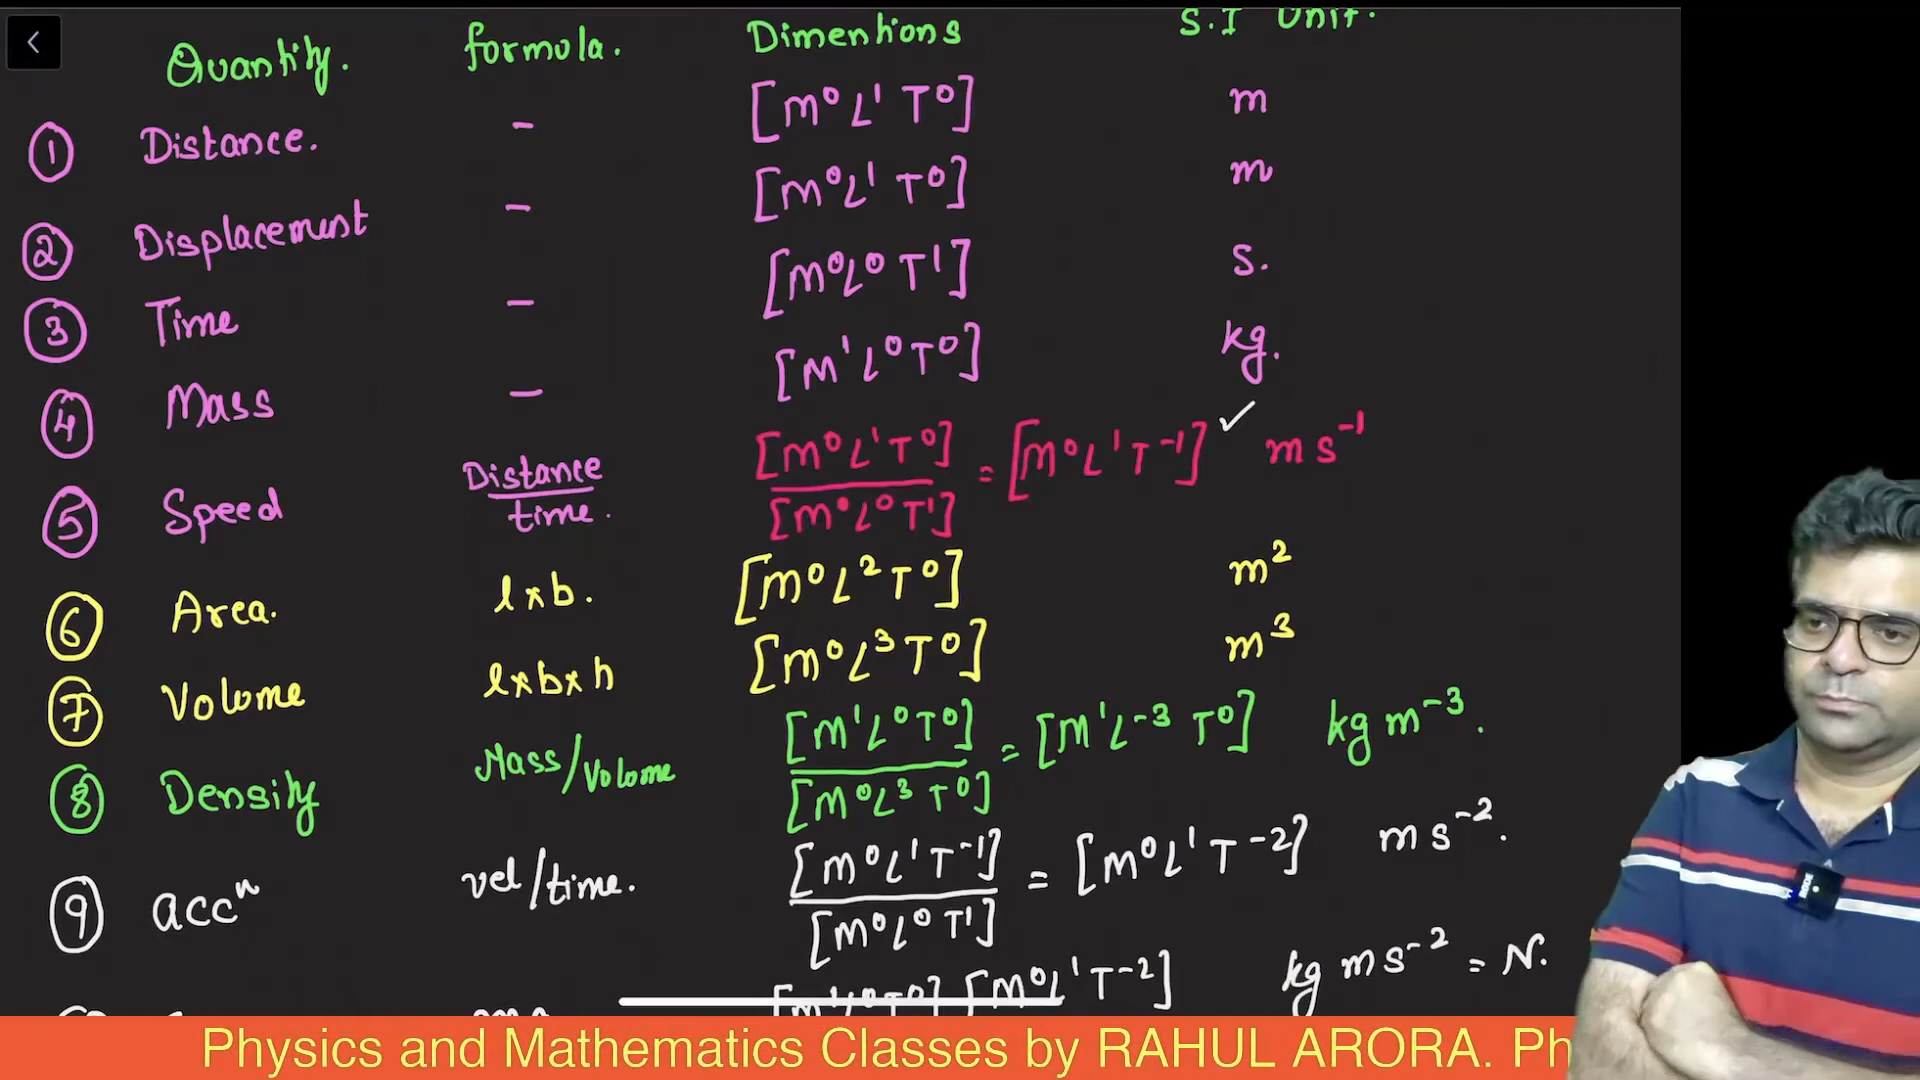 Quantity. formula. Dimentions S.I Unit.
① Distance. - [M⁰L¹T⁰] m
② Displacement - [M⁰L¹T⁰] m
③ Time - [M⁰L⁰T¹] s.
④ Mass - [M¹L⁰T⁰] kg.
⑤ Speed Distance/time. [M⁰L¹T⁰]/[M⁰L⁰T¹] = [M⁰L¹T⁻¹] ✓ m s⁻¹
⑥ Area. l×b. [M⁰L²T⁰] m²
⑦ Volume l×b×h [M⁰L³T⁰] m³
⑧ Density Mass/Volume [M¹L⁰T⁰]/[M⁰L³T⁰] = [M¹L⁻³T⁰] kg m⁻³.
⑨ accⁿ vel/time. [M⁰L¹T⁻¹]/[M⁰L⁰T¹] = [M⁰L¹T⁻²] m s⁻².
[M¹L⁰T⁰] [M⁰L¹T⁻²] kg m s⁻² = N.
Physics and Mathematics Classes by RAHUL ARORA. Ph